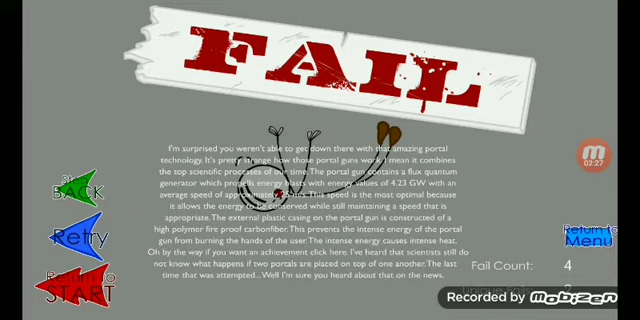 FAIL
I'm surprised you weren't able to get down there with that amazing portal
technology. It's pretty strange how those portal guns work. I mean it combines
the top scientific processes of our time. The portal gun contains a flux quantum
generator which propells energy blasts with energy values of 4.23 GW with an
average speed of approximately
This speed is the most optimal because
it allows the energy to be conserved while still maintaining a speed that is
appropriate. The external plastic casing on the portal gun is constructed of a
high polymer fire proof carbonfiber. This prevents the intense energy of the portal
gun from burning the hands of the user. The intense energy causes intense heat.
Oh by the way if you want an achievement click here. I've heard that scientists still do
not know what happens if two portals are placed on top of one another. The last
time that was attempted...Well I'm sure you heard about that on the news.
Step
BACK
Retry
Return to
START
02:27
Return to
Menu
Fail Count: 4
Unique Fails
Recorded by Mobizen